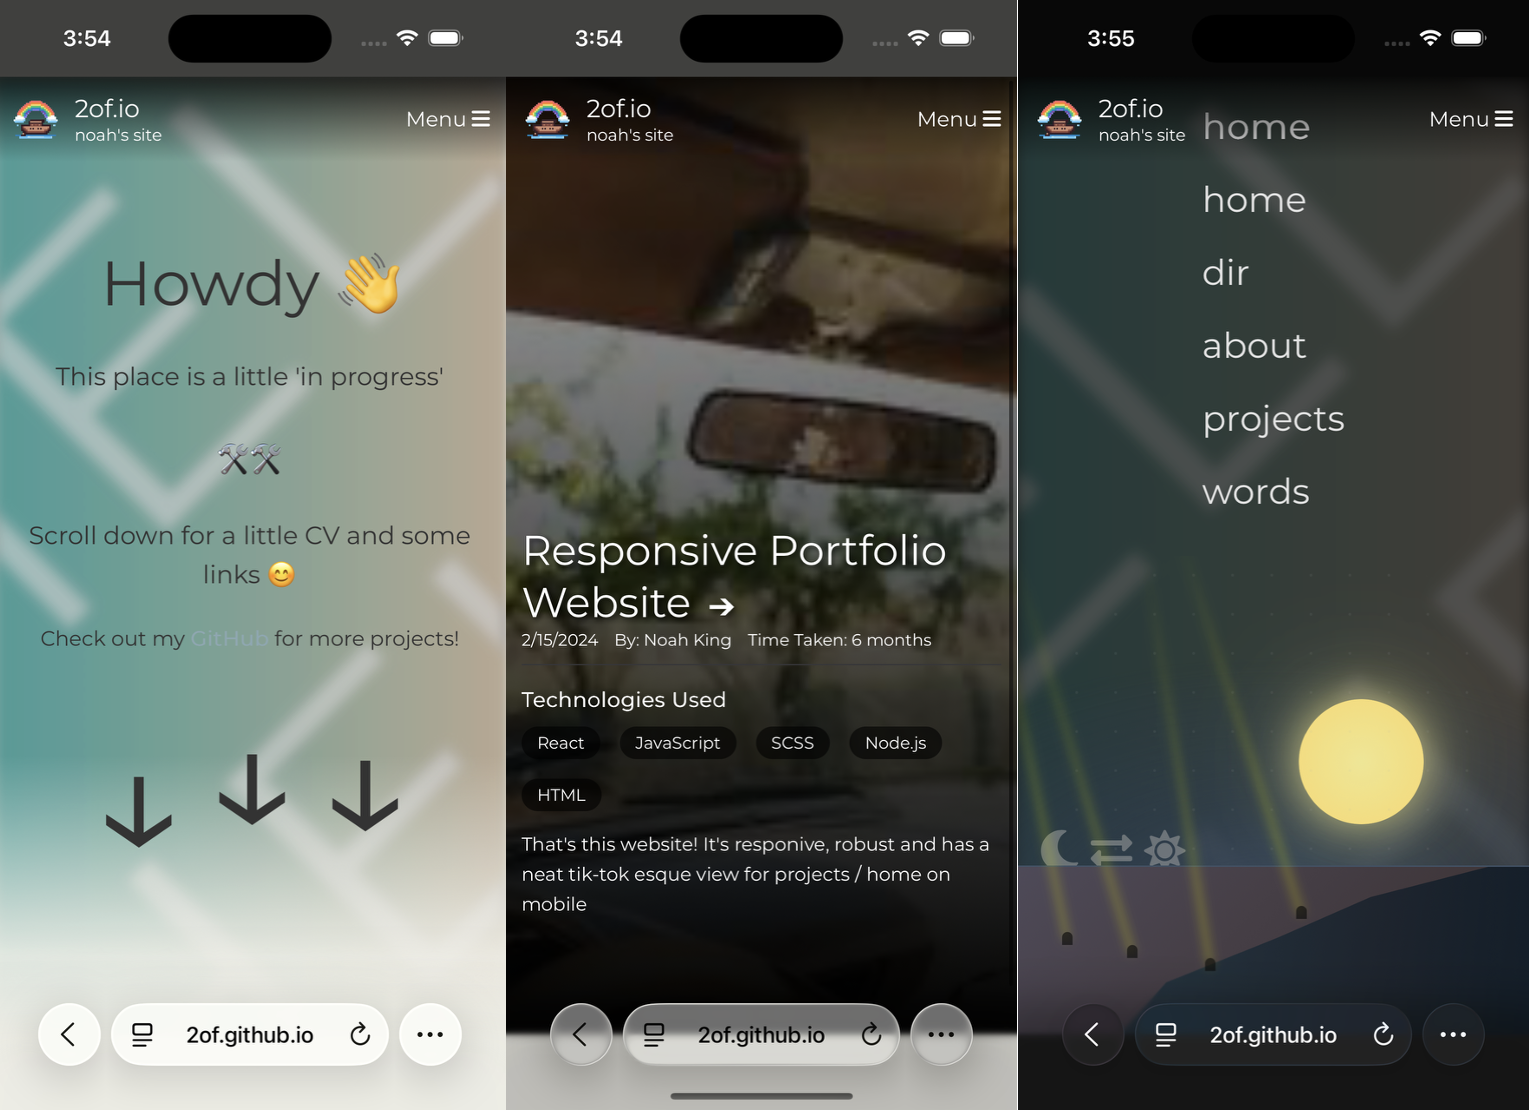 3:54
2of.io
noah's site
Menu
Howdy 👋
This place is a little 'in progress'
Scroll down for a little CV and some
links 😊
Check out my GitHub for more projects!
2of.github.io
3:54
2of.io
noah's site
Menu
Responsive Portfolio
Website ➔
2/15/2024 By: Noah King Time Taken: 6 months
Technologies Used
React JavaScript SCSS Node.js
HTML
That's this website! It's responive, robust and has a
neat tik-tok esque view for projects / home on
mobile
2of.github.io
3:55
2of.io
noah's site
Menu
home
home
dir
about
projects
words
2of.github.io